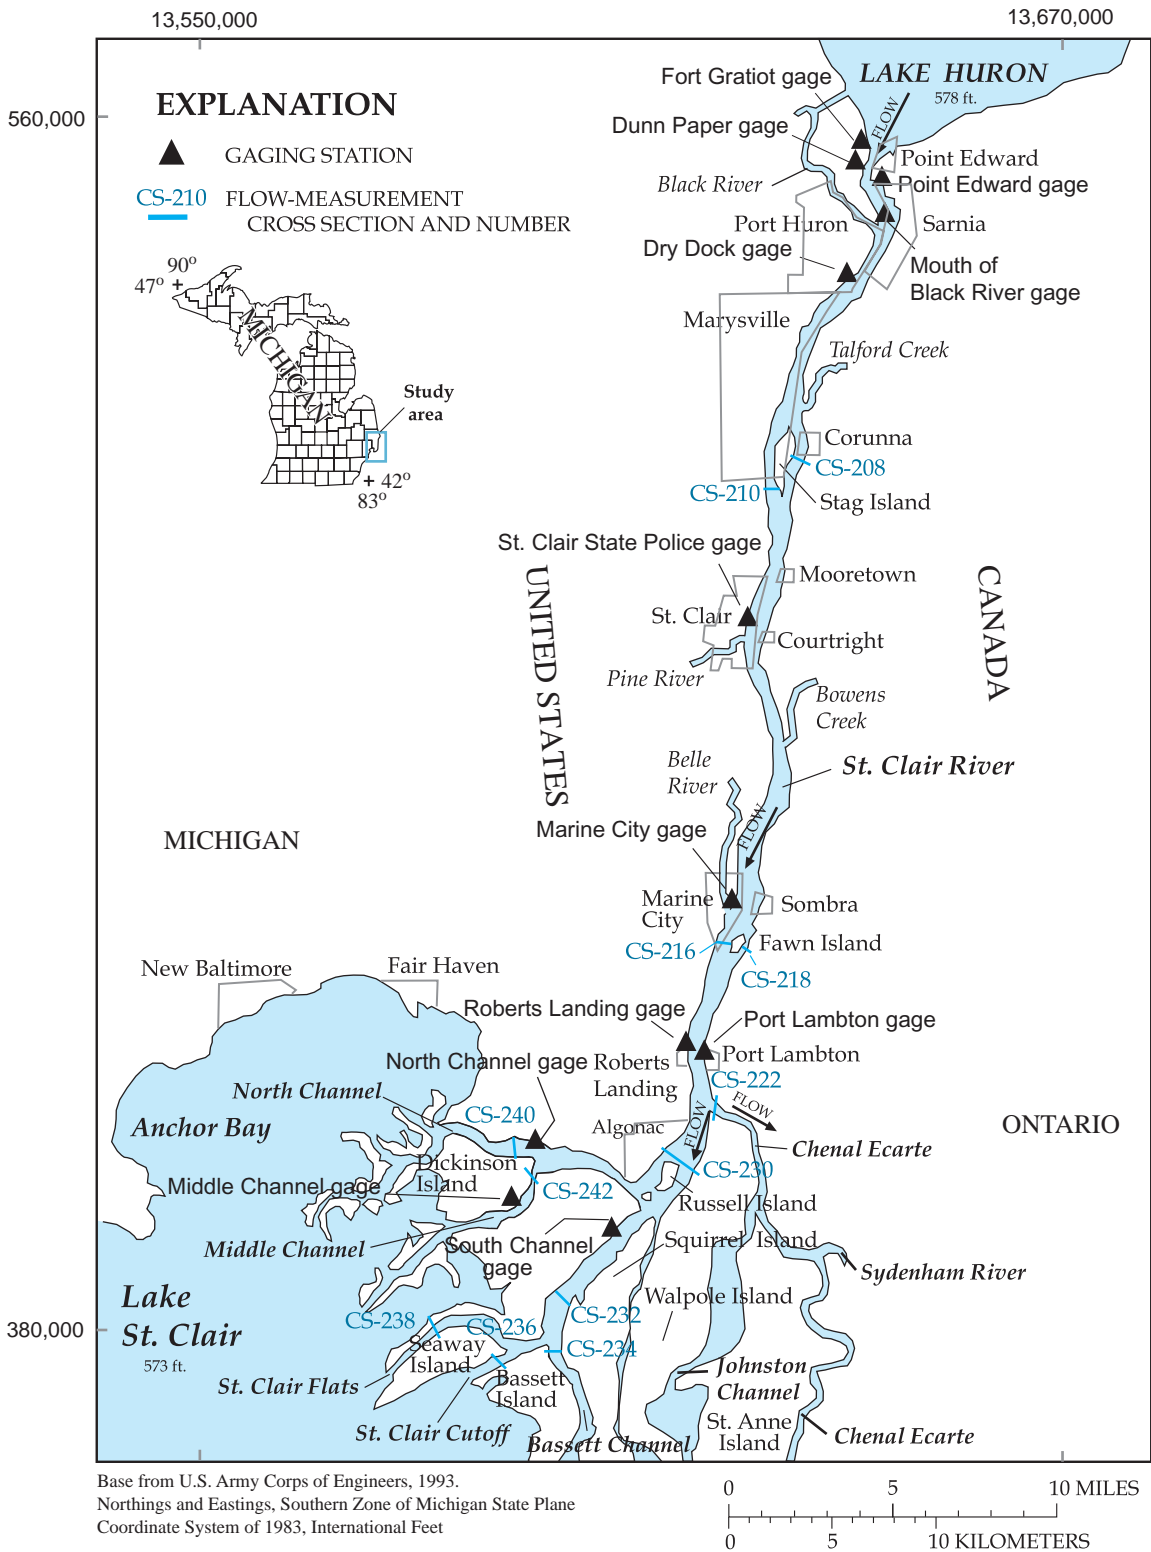 13,550,000
13,670,000
560,000
380,000
EXPLANATION
GAGING STATION
CS-210
FLOW-MEASUREMENT
CROSS SECTION AND NUMBER
90º
47º +
MICHIGAN
Study
area
+ 42º
83º
Fort Gratiot gage
LAKE HURON
578 ft.
FLOW
Dunn Paper gage
Point Edward
Point Edward gage
Black River
Port Huron
Sarnia
Dry Dock gage
Mouth of
Black River gage
Marysville
Talford Creek
Corunna
CS-208
CS-210
Stag Island
St. Clair State Police gage
UNITED STATES
CANADA
Mooretown
St. Clair
Courtright
Pine River
Bowens
Creek
Belle
River
St. Clair River
FLOW
Marine City gage
MICHIGAN
Marine
City
Sombra
CS-216
Fawn Island
CS-218
New Baltimore
Fair Haven
Roberts Landing gage
Port Lambton gage
North Channel gage
Roberts
Landing
Port Lambton
CS-222
North Channel
CS-240
FLOW
FLOW
Anchor Bay
Algonac
ONTARIO
Chenal Ecarte
Dickinson
Island
CS-230
Middle Channel gage
CS-242
Russell Island
Middle Channel
South Channel
gage
Squirrel Island
Sydenham River
Lake
St. Clair
573 ft.
Walpole Island
CS-238
CS-236
CS-232
Seaway
Island
CS-234
St. Clair Flats
Bassett
Island
Johnston
Channel
St. Clair Cutoff
Bassett Channel
St. Anne
Island
Chenal Ecarte
Base from U.S. Army Corps of Engineers, 1993.
Northings and Eastings, Southern Zone of Michigan State Plane
Coordinate System of 1983, International Feet
0 5 10 MILES
0 5 10 KILOMETERS